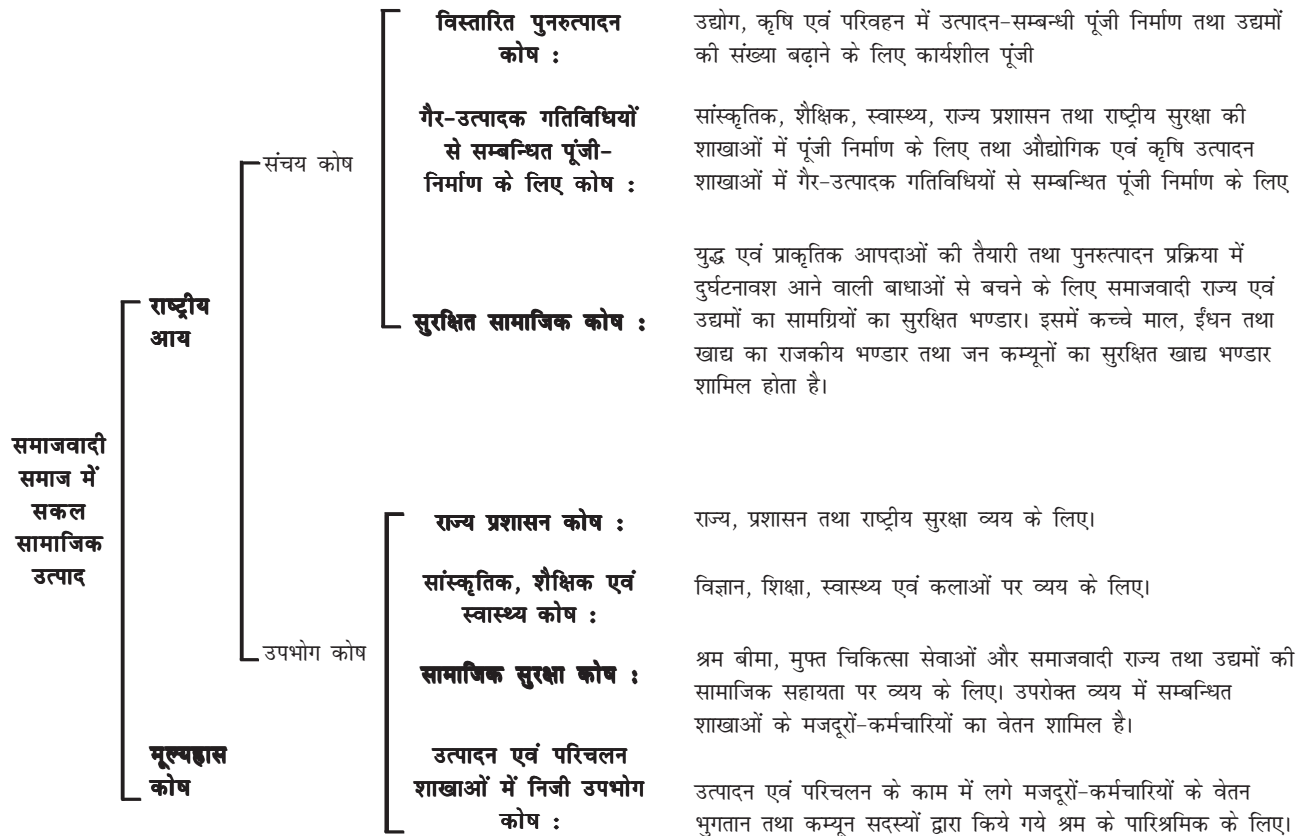 विस्तारित पुनरुत्पादन
कोष :
उद्योग, कृषि एवं परिवहन में उत्पादन-सम्बन्धी पूंजी निर्माण तथा उद्यमों
की संख्या बढ़ाने के लिए कार्यशील पूंजी
गैर-उत्पादक गतिविधियों
से सम्बन्धित पूंजी-
निर्माण के लिए कोष :
सांस्कृतिक, शैक्षिक, स्वास्थ्य, राज्य प्रशासन तथा राष्ट्रीय सुरक्षा की
शाखाओं में पूंजी निर्माण के लिए तथा औद्योगिक एवं कृषि उत्पादन
शाखाओं में गैर-उत्पादक गतिविधियों से सम्बन्धित पूंजी निर्माण के लिए
संचय कोष
सुरक्षित सामाजिक कोष :
युद्ध एवं प्राकृतिक आपदाओं की तैयारी तथा पुनरुत्पादन प्रक्रिया में
दुर्घटनावश आने वाली बाधाओं से बचने के लिए समाजवादी राज्य एवं
उद्यमों का सामग्रियों का सुरक्षित भण्डार। इसमें कच्चे माल, ईंधन तथा
खाद्य का राजकीय भण्डार तथा जन कम्यूनों का सुरक्षित खाद्य भण्डार
शामिल होता है।
राष्ट्रीय
आय
समाजवादी
समाज में
सकल
सामाजिक
उत्पाद
राज्य प्रशासन कोष :
राज्य, प्रशासन तथा राष्ट्रीय सुरक्षा व्यय के लिए।
सांस्कृतिक, शैक्षिक एवं
स्वास्थ्य कोष :
विज्ञान, शिक्षा, स्वास्थ्य एवं कलाओं पर व्यय के लिए।
उपभोग कोष
सामाजिक सुरक्षा कोष :
श्रम बीमा, मुफ्त चिकित्सा सेवाओं और समाजवादी राज्य तथा उद्यमों की
सामाजिक सहायता पर व्यय के लिए। उपरोक्त व्यय में सम्बन्धित
शाखाओं के मजदूरों-कर्मचारियों का वेतन शामिल है।
मूल्यह्रास
कोष
उत्पादन एवं परिचलन
शाखाओं में निजी उपभोग
कोष :
उत्पादन एवं परिचलन के काम में लगे मजदूरों-कर्मचारियों के वेतन
भुगतान तथा कम्यून सदस्यों द्वारा किये गये श्रम के पारिश्रमिक के लिए।